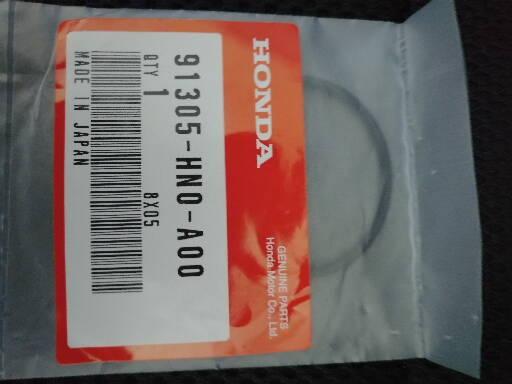 HONDA
GENUINE PARTS
Honda Motor Co., Ltd.
91305-HN0-A00
QTY 1
8X05
MADE IN JAPAN